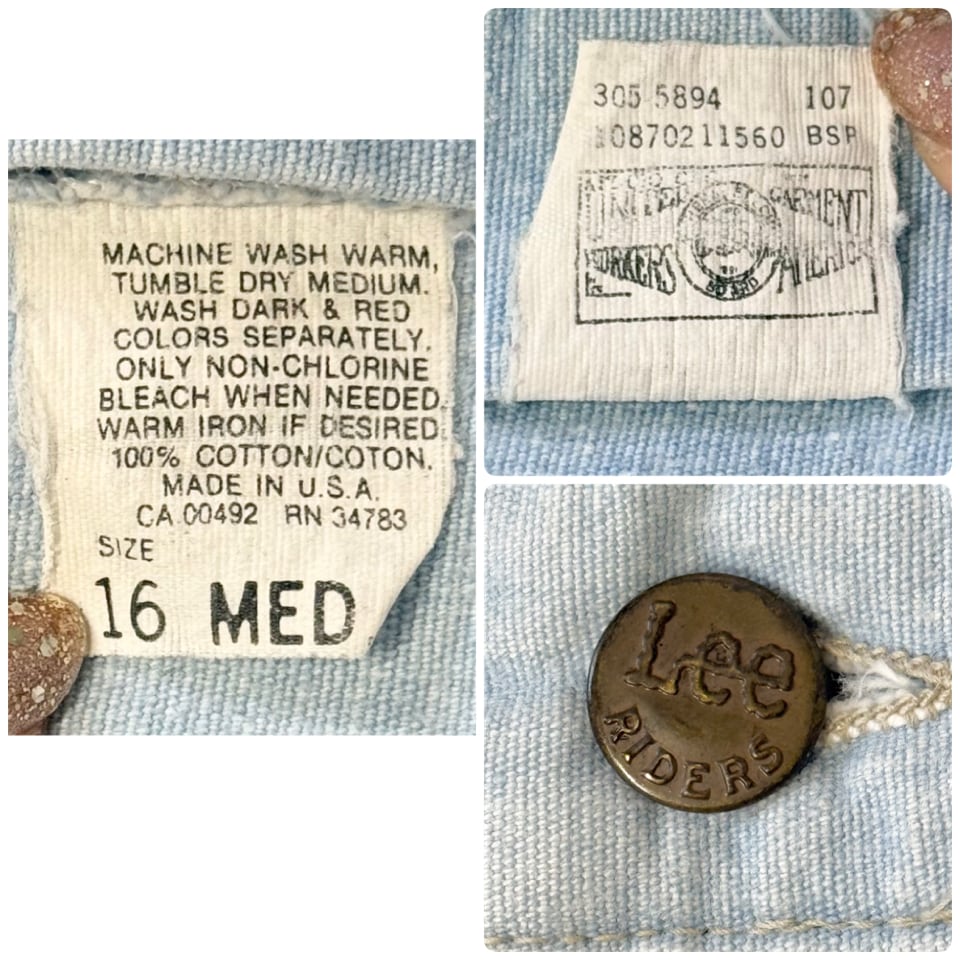 MACHINE WASH WARM,
TUMBLE DRY MEDIUM.
WASH DARK & RED
COLORS SEPARATELY.
ONLY NON-CHLORINE
BLEACH WHEN NEEDED.
WARM IRON IF DESIRED.
100% COTTON/COTON.
MADE IN U.S.A.
CA 00492 RN 34783
SIZE
16 MED
305 5894 107
0870211560 BSP
UNITED GARMENT
WORKERS AMERICA
Lee
RIDERS